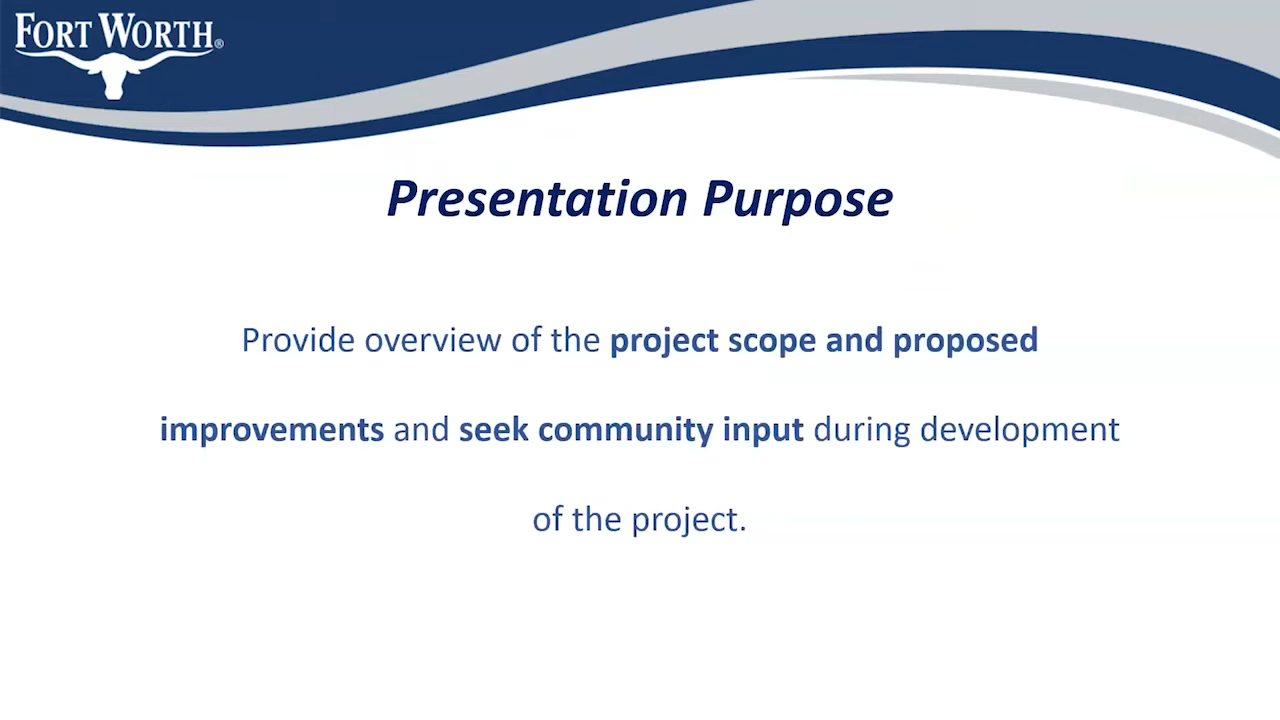 FORT WORTH®
Presentation Purpose
Provide overview of the project scope and proposed
improvements and seek community input during development
of the project.